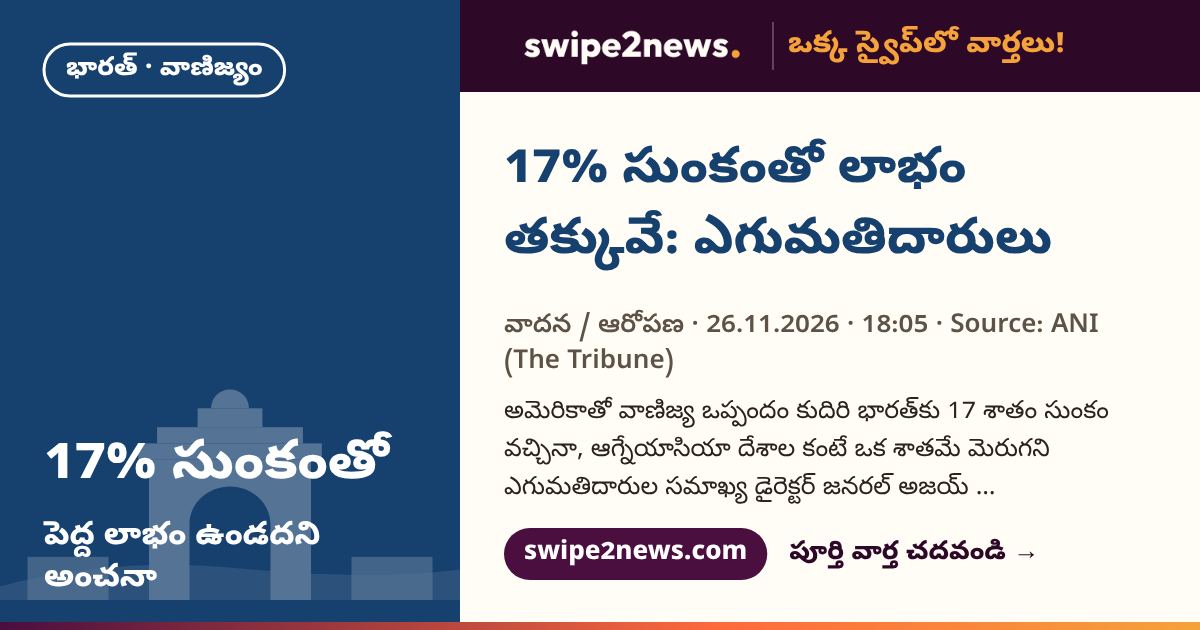 భారత్ · వాణిజ్యం
17% సుంకంతో
పెద్ద లాభం ఉండదని
అంచనా
swipe2news.
ఒక్క స్వైప్‌లో వార్తలు!
17% సుంకంతో లాభం
తక్కువే: ఎగుమతిదారులు
వాదన / ఆరోపణ · 26.11.2026 · 18:05 · Source: ANI
(The Tribune)
అమెరికాతో వాణిజ్య ఒప్పందం కుదిరి భారత్‌కు 17 శాతం సుంకం
వచ్చినా, ఆగ్నేయాసియా దేశాల కంటే ఒక శాతమే మెరుగని
ఎగుమతిదారుల సమాఖ్య డైరెక్టర్ జనరల్ అజయ్ ...
swipe2news.com
పూర్తి వార్త చదవండి →